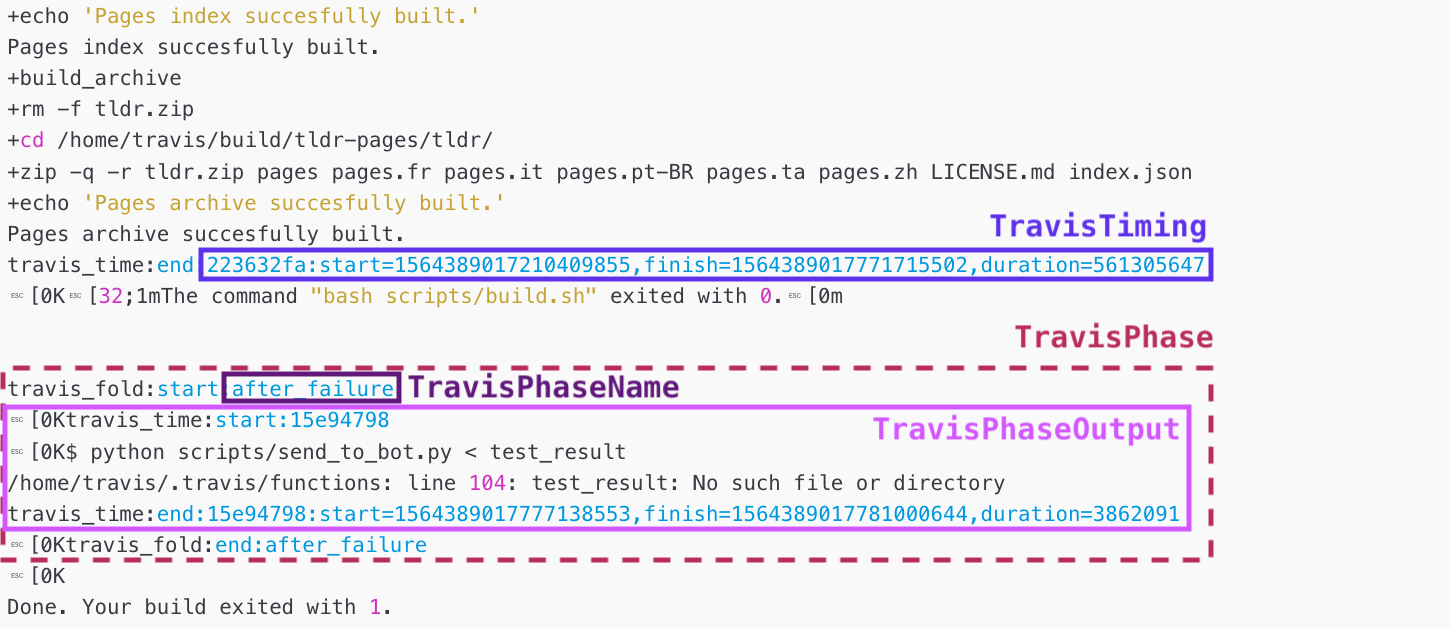 +echo 'Pages index succesfully built.'
Pages index succesfully built.
+build_archive
+rm -f tldr.zip
+cd /home/travis/build/tldr-pages/tldr/
+zip -q -r tldr.zip pages pages.fr pages.it pages.pt-BR pages.ta pages.zh LICENSE.md index.json
+echo 'Pages archive succesfully built.'
TravisTiming
Pages archive succesfully built.
travis_time:end:223632fa:start=1564389017210409855,finish=1564389017771715502,duration=561305647
ESC[0KESC[32;1mThe command "bash scripts/build.sh" exited with 0.ESC[0m
TravisPhase
travis_fold:start:after_failure TravisPhaseName
ESC[0Ktravis_time:start:15e94798
TravisPhaseOutput
ESC[0K$ python scripts/send_to_bot.py < test_result
/home/travis/.travis/functions: line 104: test_result: No such file or directory
travis_time:end:15e94798:start=1564389017777138553,finish=1564389017781000644,duration=3862091
ESC[0Ktravis_fold:end:after_failure
ESC[0K
Done. Your build exited with 1.